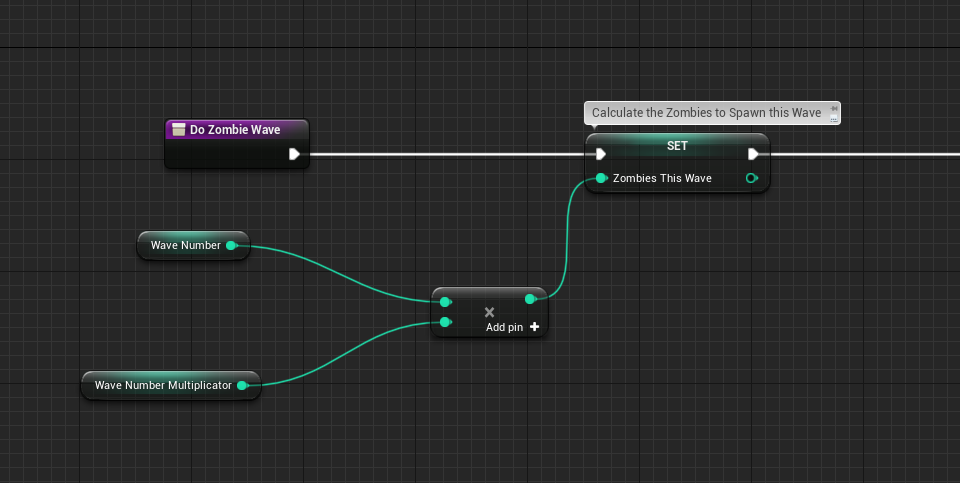 Calculate the Zombies to Spawn this Wave
Do Zombie Wave
SET
Zombies This Wave
Wave Number
Add pin
Wave Number Multiplicator